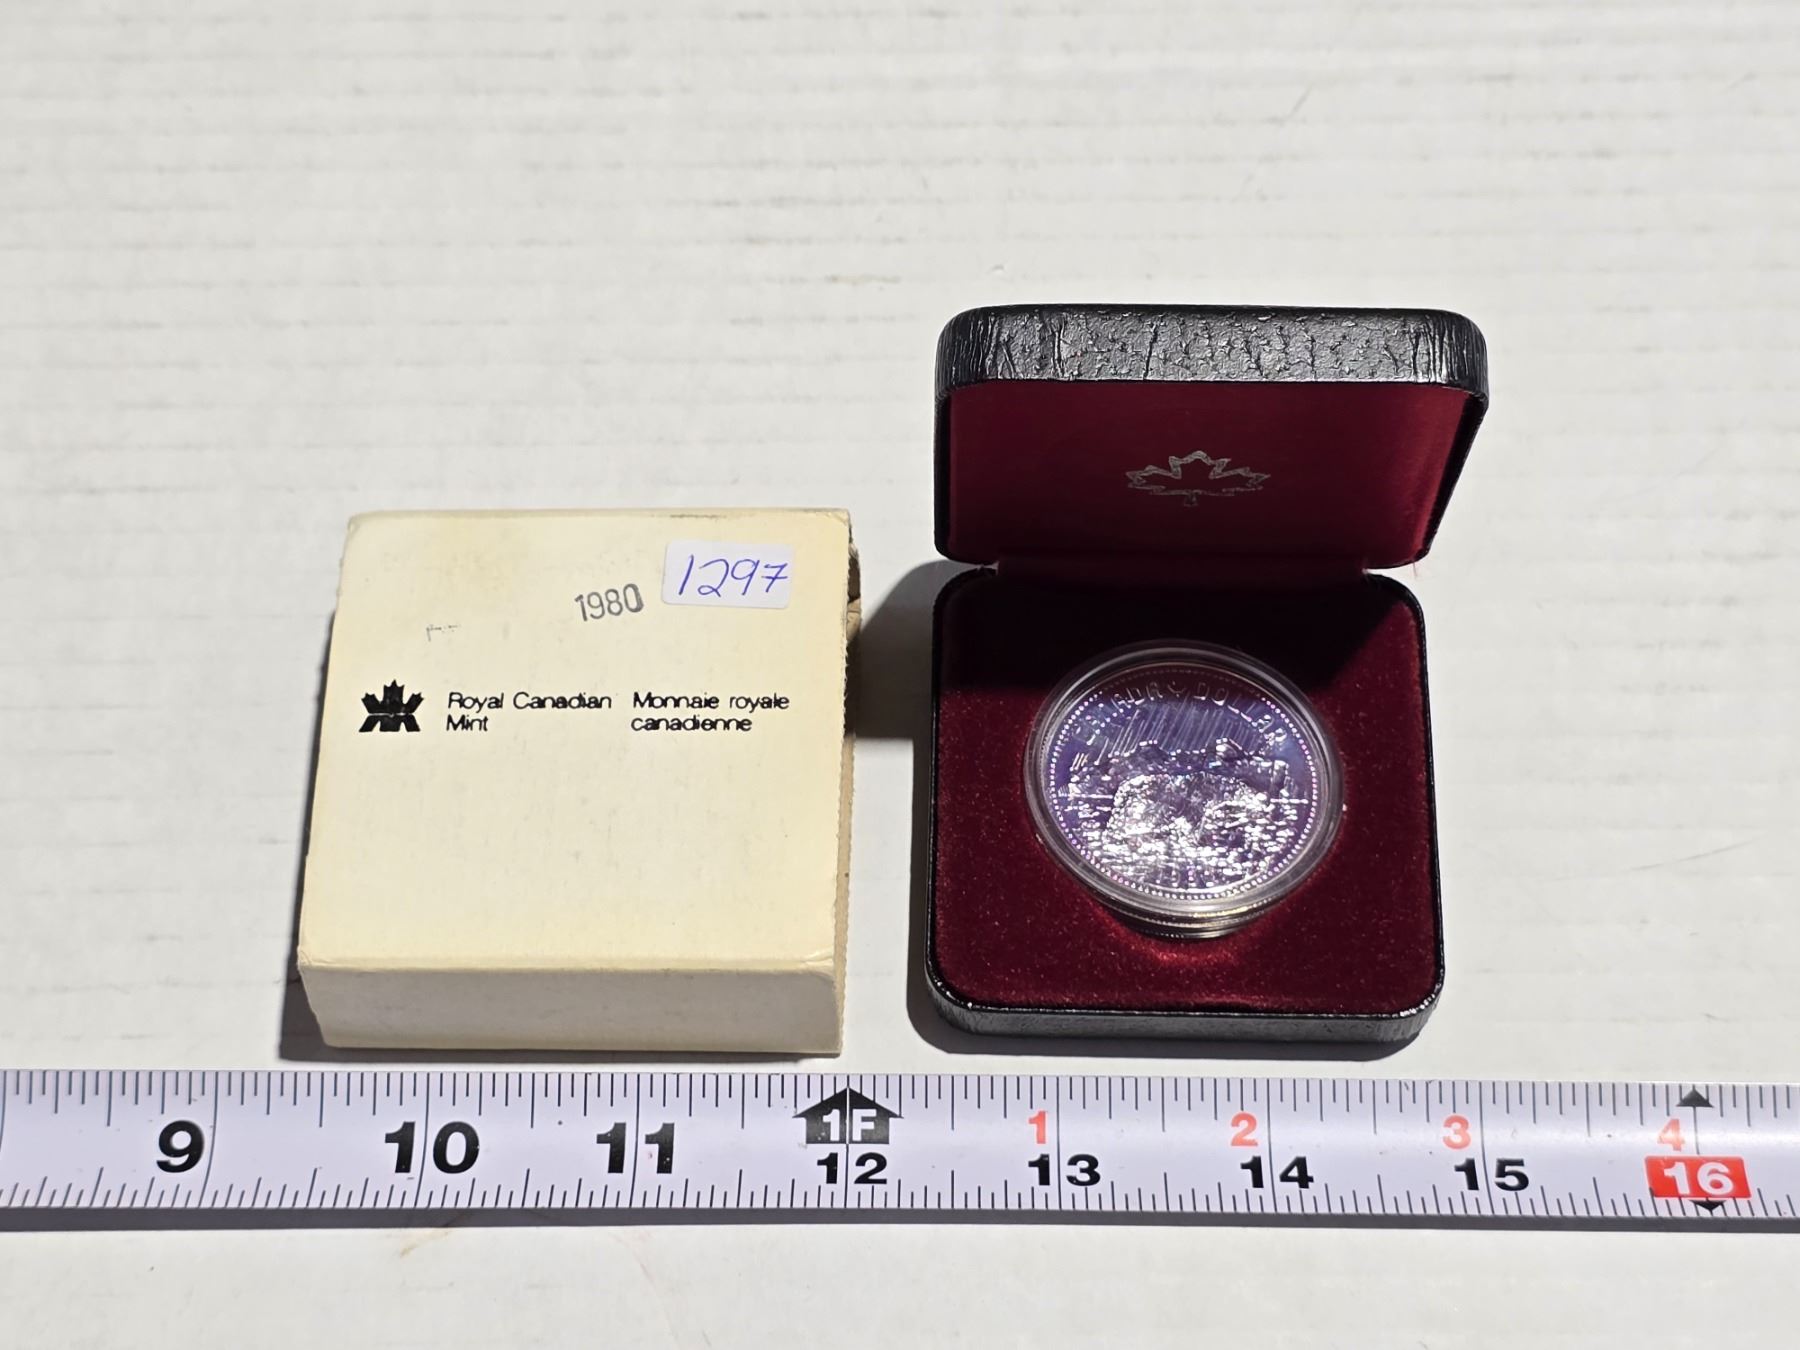 1297
1980
Royal Canadian Monnaie royale
Mint canadienne
CANADA DOLLAR
1F
1 2 3 4
9 10 11 12 13 14 15 16